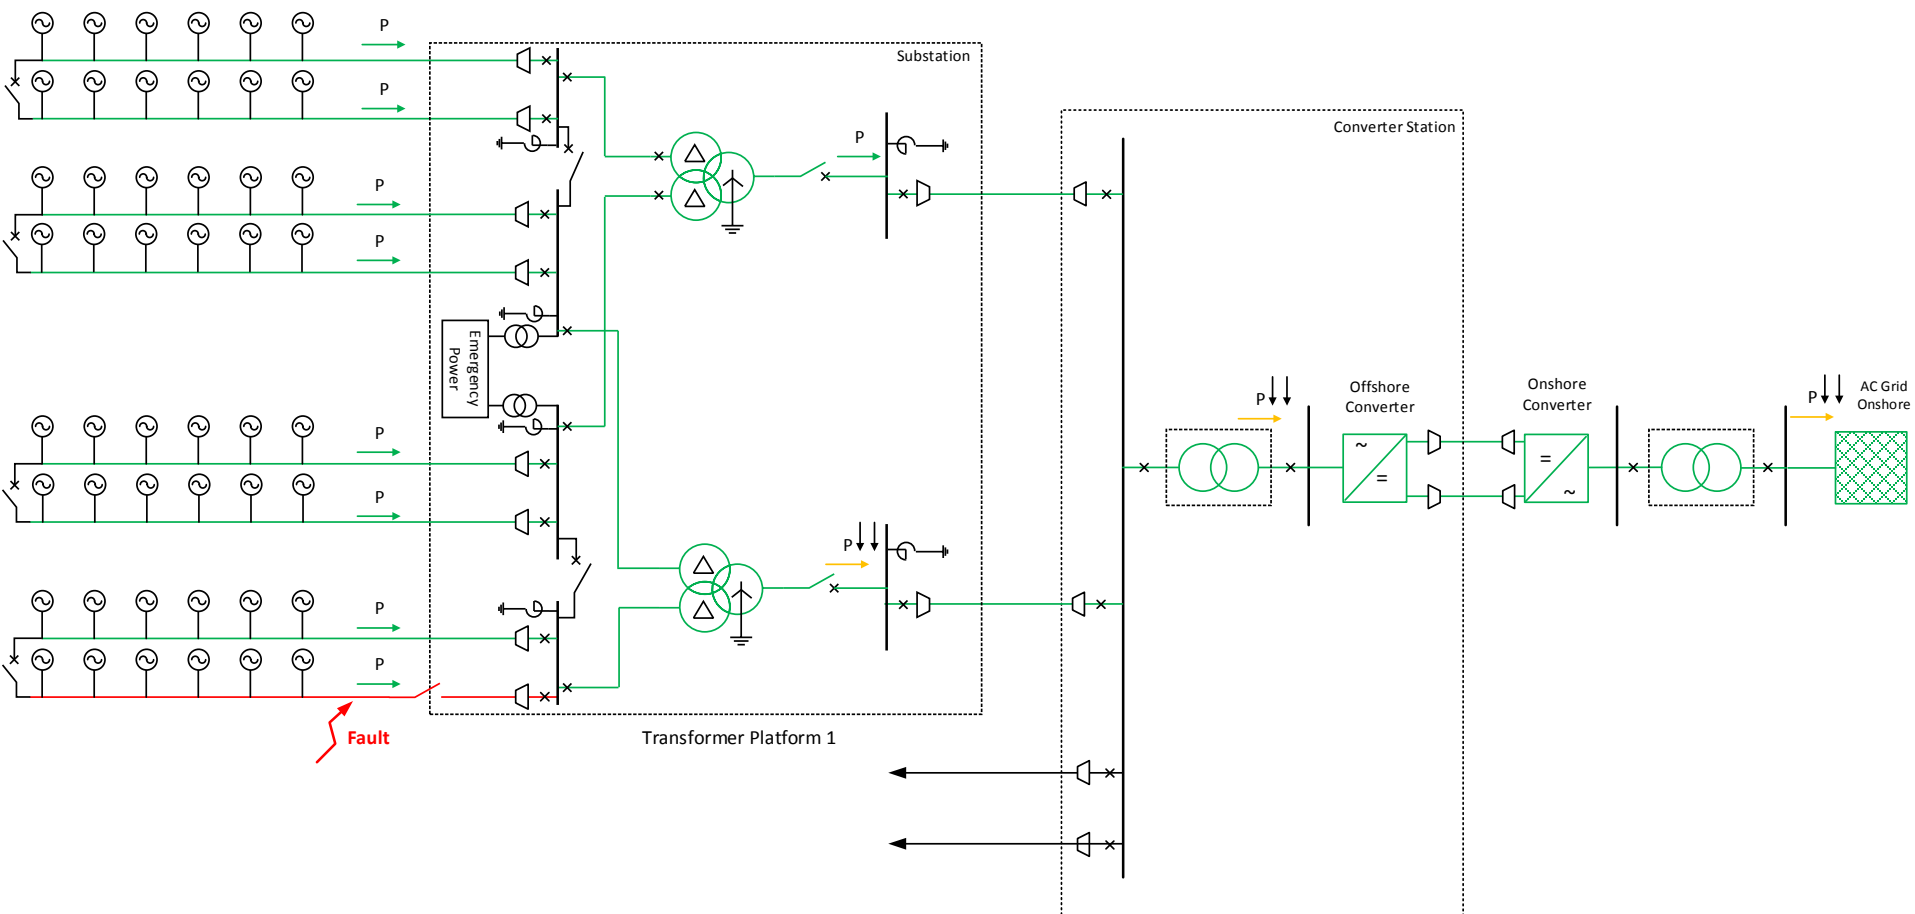 P
Substation
P
Converter Station
P
P
P
Emergency
Power
P
Offshore
Converter
Onshore
Converter
P
AC Grid
Onshore
~
=
=
~
P
P
P
P
P
Fault
Transformer Platform 1